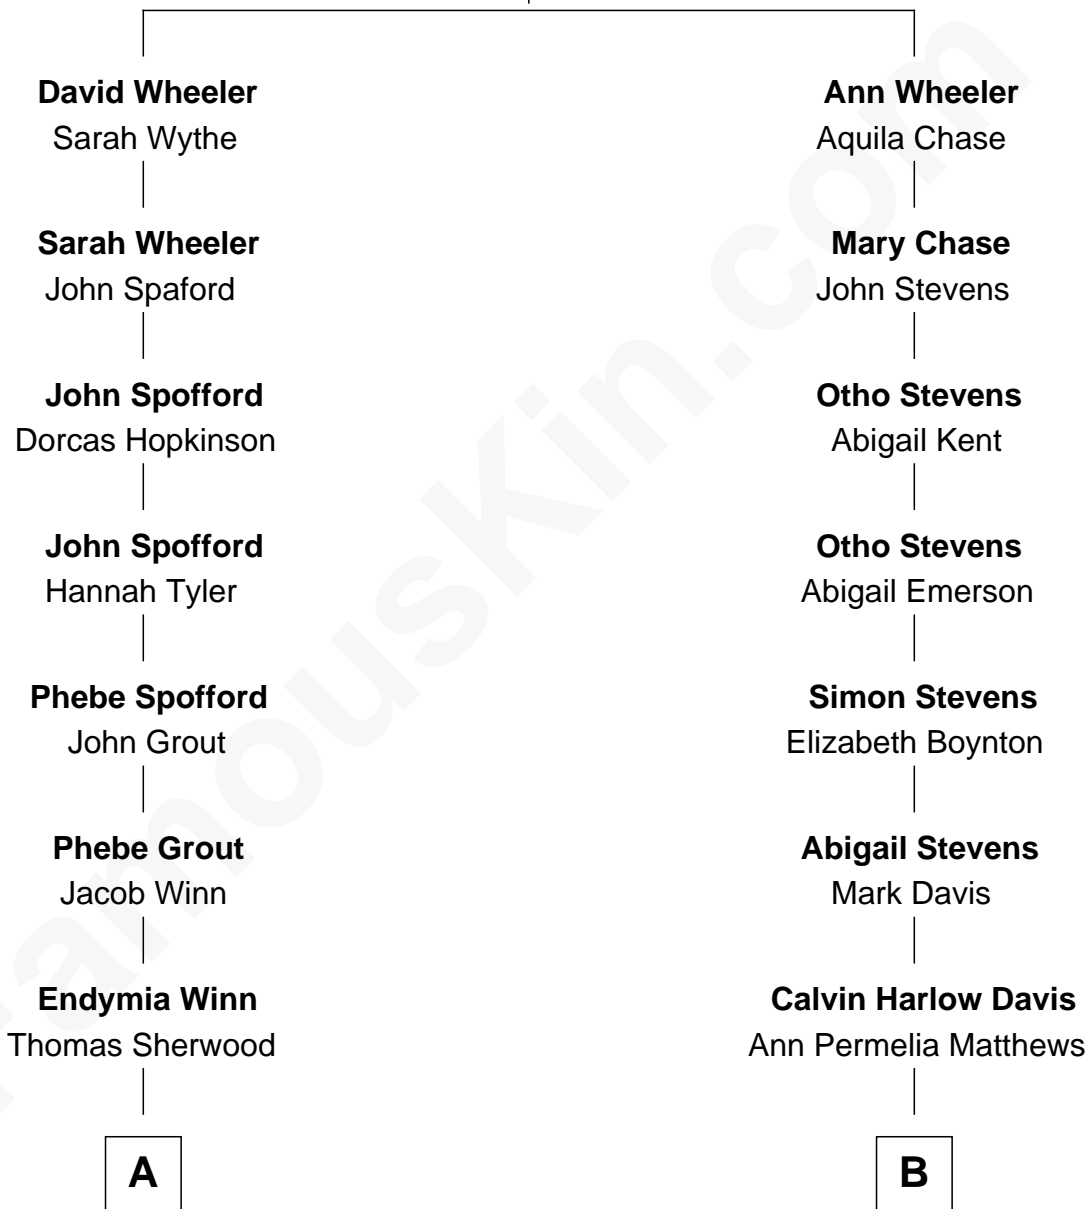 David Wheeler
Sarah Wythe
Sarah Wheeler
John Spaford
John Spofford
Dorcas Hopkinson
John Spofford
Hannah Tyler
Phebe Spofford
John Grout
Phebe Grout
Jacob Winn
Endymia Winn
Thomas Sherwood
A
Ann Wheeler
Aquila Chase
Mary Chase
John Stevens
Otho Stevens
Abigail Kent
Otho Stevens
Abigail Emerson
Simon Stevens
Elizabeth Boynton
Abigail Stevens
Mark Davis
Calvin Harlow Davis
Ann Permelia Matthews
B
FamousKin.com